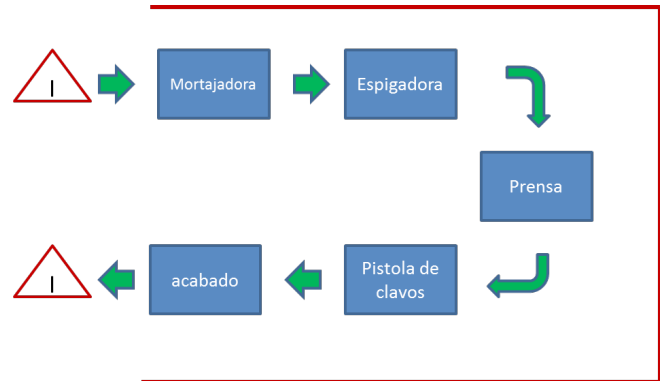 I
Mortajadora
Espigadora
Prensa
Pistola de
clavos
acabado
I